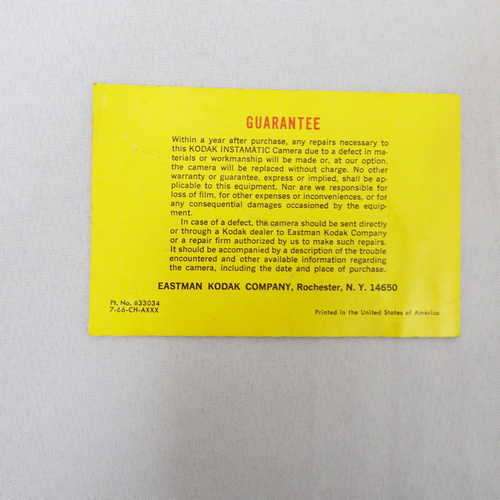 GUARANTEE
Within a year after purchase, any repairs necessary to
this KODAK INSTAMATIC Camera due to a defect in ma-
terials or workmanship will be made or, at our option,
the camera will be replaced without charge. No other
warranty or guarantee, express or implied, shall be ap-
plicable to this equipment. Nor are we responsible for
loss of film, for other expenses or inconveniences, or for
any consequential damages occasioned by the equip-
ment.
In case of a defect, the camera should be sent directly
or through a Kodak dealer to Eastman Kodak Company
or a repair firm authorized by us to make such repairs.
It should be accompanied by a description of the trouble
encountered and other available information regarding
the camera, including the date and place of purchase.
EASTMAN KODAK COMPANY, Rochester, N. Y. 14650
Pt. No. 633034
7-66-CH-AXXX
Printed in the United States of America